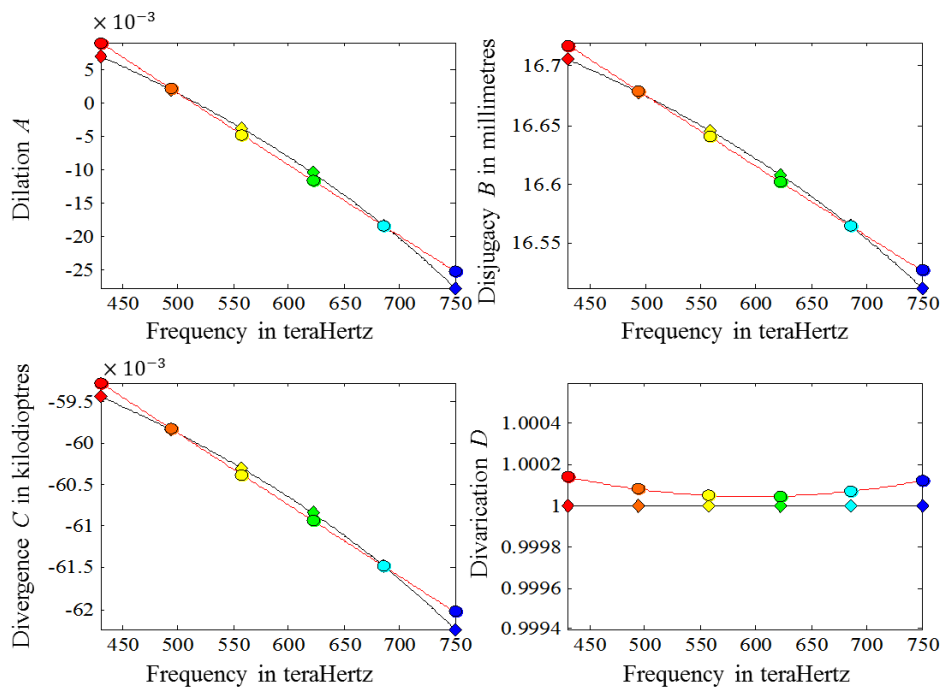 × 10⁻³
Dilation A
5
0
-5
-10
-15
-20
-25
450 500 550 600 650 700 750
Frequency in teraHertz
Disjugacy B in millimetres
16.7
16.65
16.6
16.55
450 500 550 600 650 700 750
Frequency in teraHertz
× 10⁻³
Divergence C in kilodioptres
-59.5
-60
-60.5
-61
-61.5
-62
450 500 550 600 650 700 750
Frequency in teraHertz
Divarication D
1.0004
1.0002
1
0.9998
0.9996
0.9994
450 500 550 600 650 700 750
Frequency in teraHertz